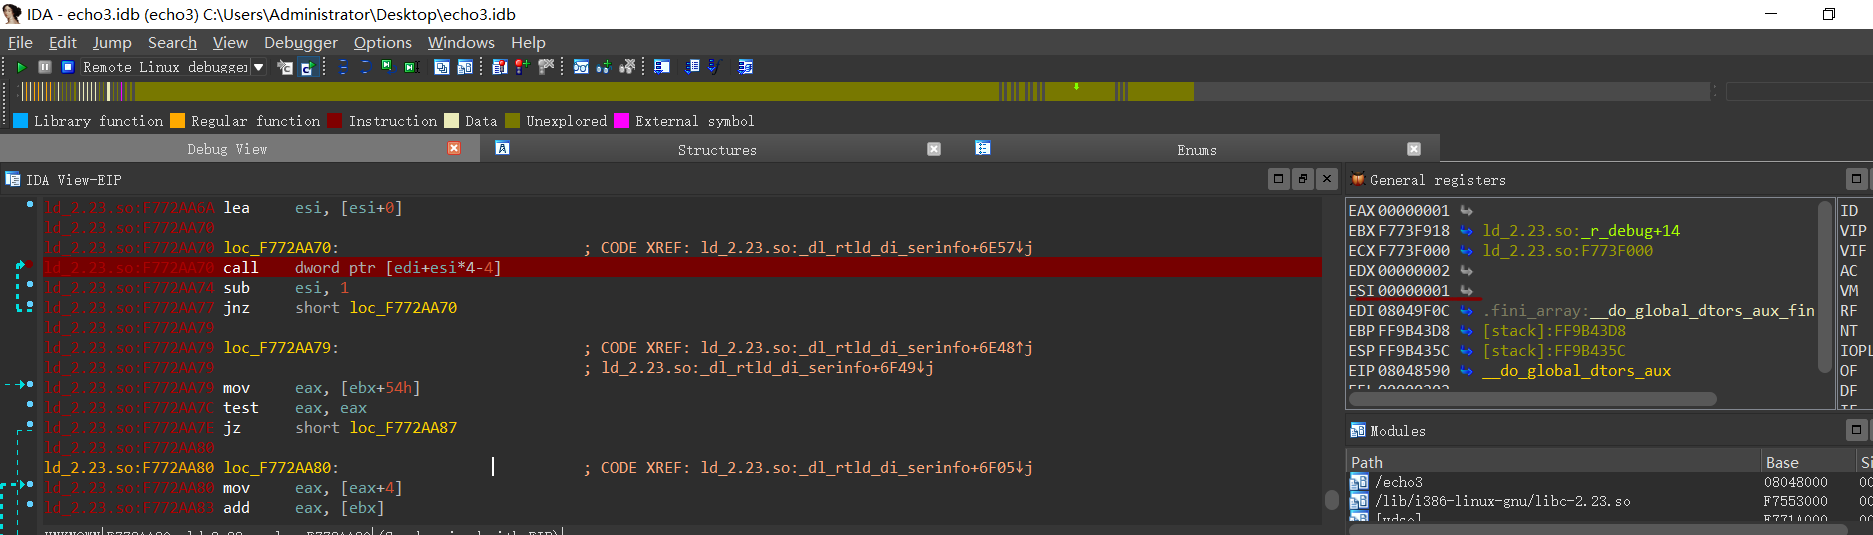 IDA - echo3.idb (echo3) C:\Users\Administrator\Desktop\echo3.idb
File Edit Jump Search View Debugger Options Windows Help
Remote Linux debugger
Library function Regular function Instruction Data Unexplored External symbol
Debug View Structures Enums
IDA View-EIP
ld_2.23.so:F772AA6A lea esi, [esi+0]
ld_2.23.so:F772AA70
ld_2.23.so:F772AA70 loc_F772AA70: ; CODE XREF: ld_2.23.so:_dl_rtld_di_serinfo+6E57↓j
ld_2.23.so:F772AA70 call dword ptr [edi+esi*4-4]
ld_2.23.so:F772AA74 sub esi, 1
ld_2.23.so:F772AA77 jnz short loc_F772AA70
ld_2.23.so:F772AA79
ld_2.23.so:F772AA79 loc_F772AA79: ; CODE XREF: ld_2.23.so:_dl_rtld_di_serinfo+6E48↑j
ld_2.23.so:F772AA79 ; ld_2.23.so:_dl_rtld_di_serinfo+6F49↓j
ld_2.23.so:F772AA79 mov eax, [ebx+54h]
ld_2.23.so:F772AA7C test eax, eax
ld_2.23.so:F772AA7E jz short loc_F772AA87
ld_2.23.so:F772AA80
ld_2.23.so:F772AA80 loc_F772AA80: ; CODE XREF: ld_2.23.so:_dl_rtld_di_serinfo+6F05↓j
ld_2.23.so:F772AA80 mov eax, [eax+4]
ld_2.23.so:F772AA83 add eax, [ebx]
General registers
EAX 00000001
EBX F773F918 ld_2.23.so:_r_debug+14
ECX F773F000 ld_2.23.so:F773F000
EDX 00000002
ESI 00000001
EDI 08049F0C .fini_array:__do_global_dtors_aux_fin
EBP FF9B43D8 [stack]:FF9B43D8
ESP FF9B435C [stack]:FF9B435C
EIP 08048590 __do_global_dtors_aux
ID
VIP
VIF
AC
VM
RF
NT
IOPL
OF
DF
Modules
Path Base
/echo3 08048000
/lib/i386-linux-gnu/libc-2.23.so F7553000
[vdso] F771A000